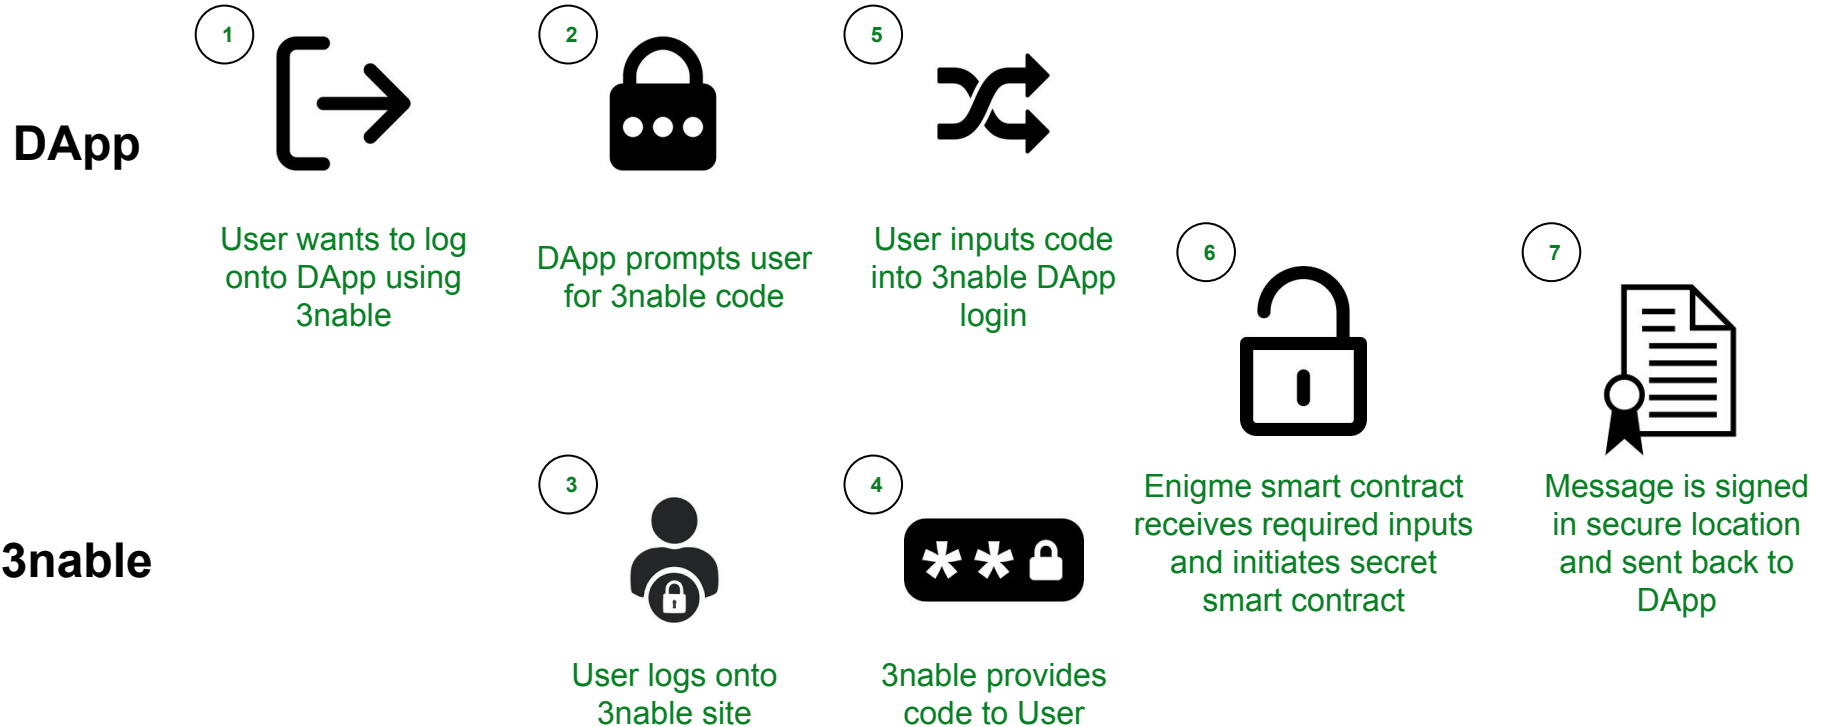 DApp
1
User wants to log
onto DApp using
3nable
2
DApp prompts user
for 3nable code
5
User inputs code
into 3nable DApp
login
6
Enigme smart contract
receives required inputs
and initiates secret
smart contract
7
Message is signed
in secure location
and sent back to
DApp
3nable
3
User logs onto
3nable site
4
**
3nable provides
code to User